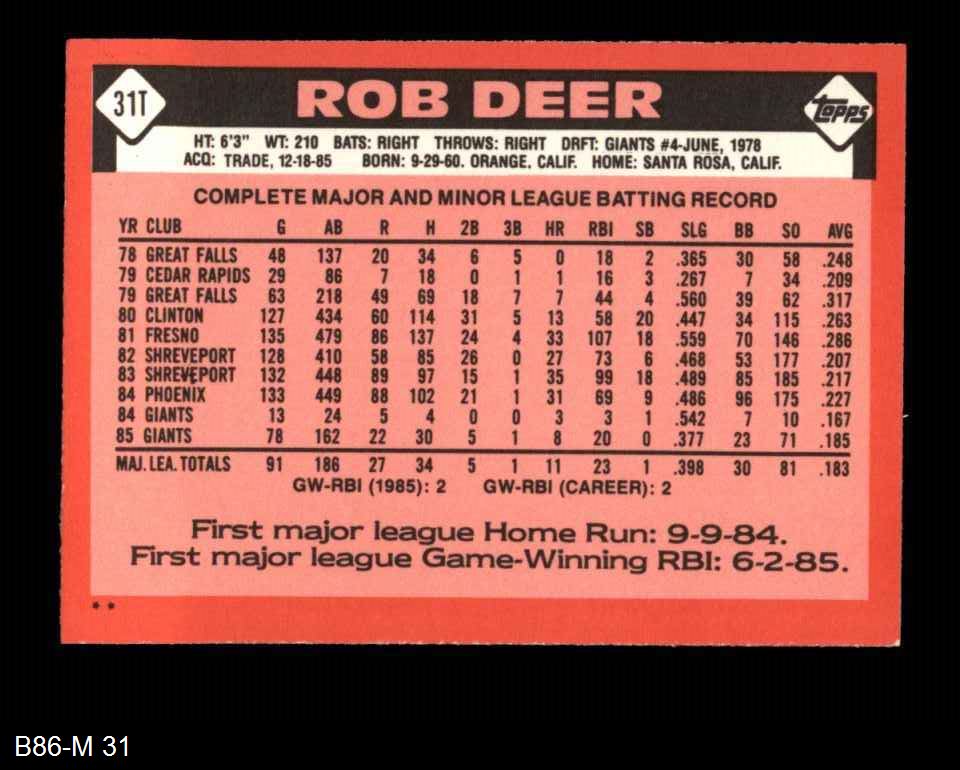 31T ROB DEER Topps
HT: 6'3" WT: 210 BATS: RIGHT THROWS: RIGHT DRFT: GIANTS #4-JUNE, 1978
ACQ: TRADE, 12-18-85 BORN: 9-29-60. ORANGE, CALIF. HOME: SANTA ROSA, CALIF.
COMPLETE MAJOR AND MINOR LEAGUE BATTING RECORD
YR CLUB G AB R H 2B 3B HR RBI SB SLG BB SO AVG
78 GREAT FALLS 48 137 20 34 6 5 0 18 2 .365 30 58 .248
79 CEDAR RAPIDS 29 86 7 18 0 1 1 16 3 .267 7 34 .209
79 GREAT FALLS 63 218 49 69 18 7 7 44 4 .560 39 62 .317
80 CLINTON 127 434 60 114 31 5 13 58 20 .447 34 115 .263
81 FRESNO 135 479 86 137 24 4 33 107 18 .559 70 146 .286
82 SHREVEPORT 128 410 58 85 26 0 27 73 6 .468 53 177 .207
83 SHREVEPORT 132 448 89 97 15 1 35 99 18 .489 85 185 .217
84 PHOENIX 133 449 88 102 21 1 31 69 9 .486 96 175 .227
84 GIANTS 13 24 5 4 0 0 3 3 1 .542 7 10 .167
85 GIANTS 78 162 22 30 5 1 8 20 0 .377 23 71 .185
MAJ. LEA. TOTALS 91 186 27 34 5 1 11 23 1 .398 30 81 .183
GW-RBI (1985): 2 GW-RBI (CAREER): 2
First major league Home Run: 9-9-84.
First major league Game-Winning RBI: 6-2-85.
**
B86-M 31